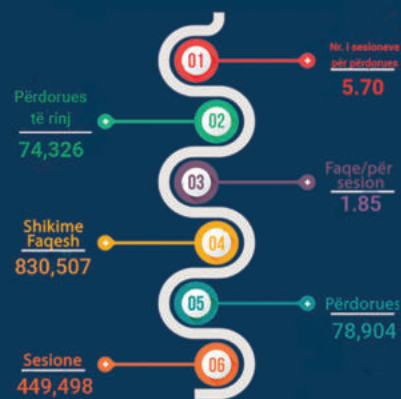 01
Nr. i sesioneve
për përdorues
5.70
Përdorues
të rinj
74,326
02
03
Faqe/për
sesion
1.85
Shikime
Faqesh
830,507
04
05
Përdorues
78,904
Sesione
449,498
06